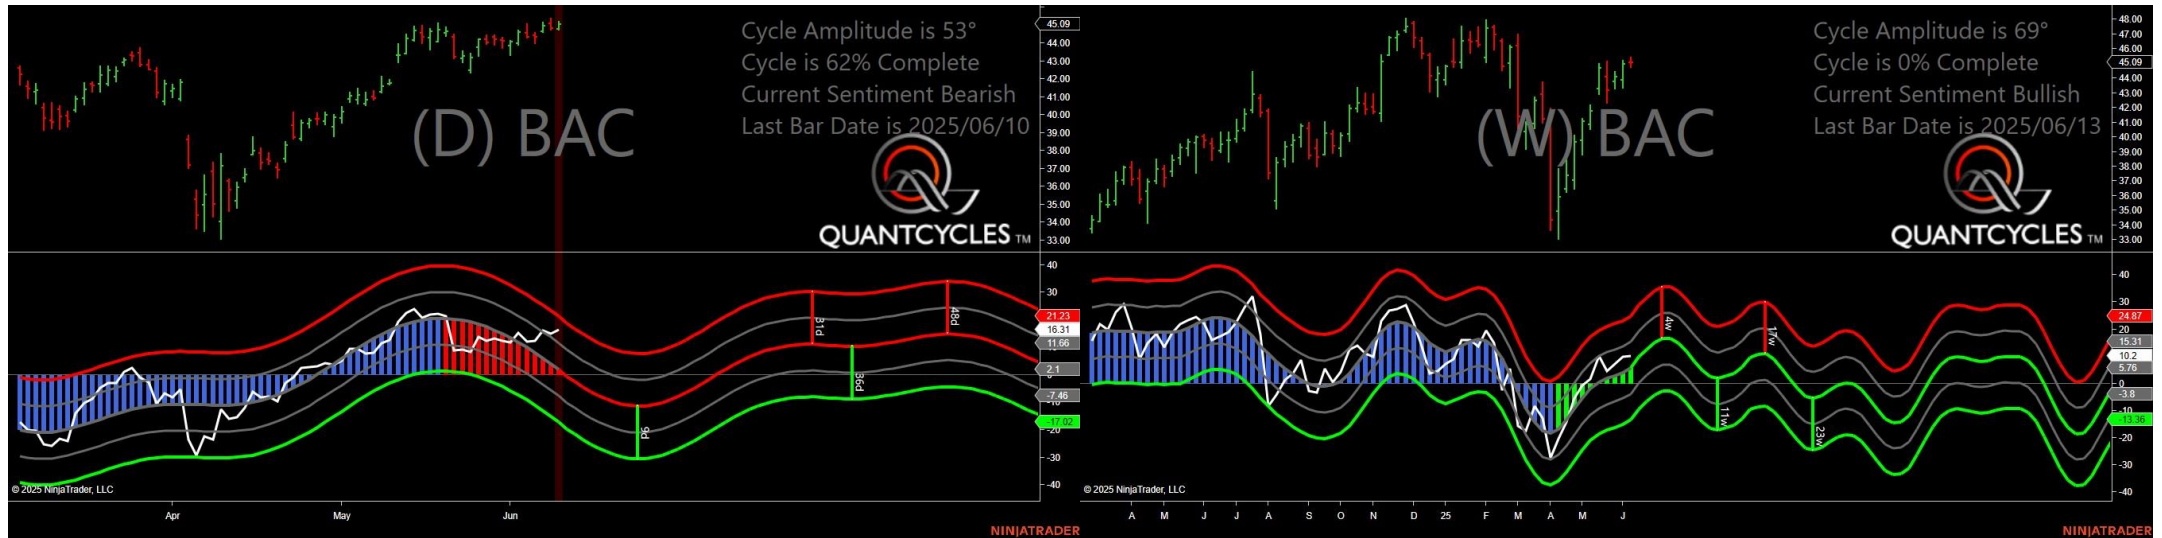 Cycle Amplitude is 53°
Cycle is 62% Complete
Current Sentiment Bearish
Last Bar Date is 2025/06/10
(D) BAC
QUANTCYCLES TM
45.09
44.00
43.00
42.00
41.00
40.00
39.00
38.00
37.00
36.00
35.00
34.00
33.00
40
30
21.23
16.31
11.66
2.1
-7.46
-17.02
-20
-30
-40
31d
48d
36d
9d
© 2025 NinjaTrader, LLC
Apr
May
Jun
NINJATRADER
Cycle Amplitude is 69°
Cycle is 0% Complete
Current Sentiment Bullish
Last Bar Date is 2025/06/13
(W) BAC
QUANTCYCLES TM
48.00
47.00
46.00
45.09
44.00
43.00
42.00
41.00
40.00
39.00
38.00
37.00
36.00
35.00
34.00
33.00
40
30
24.87
20
15.31
10.2
5.76
0
-3.8
-10
-13.36
-20
-30
-40
4w
17w
11w
23w
© 2025 NinjaTrader, LLC
A M J J A S O N D 25 F M A M J
NINJATRADER